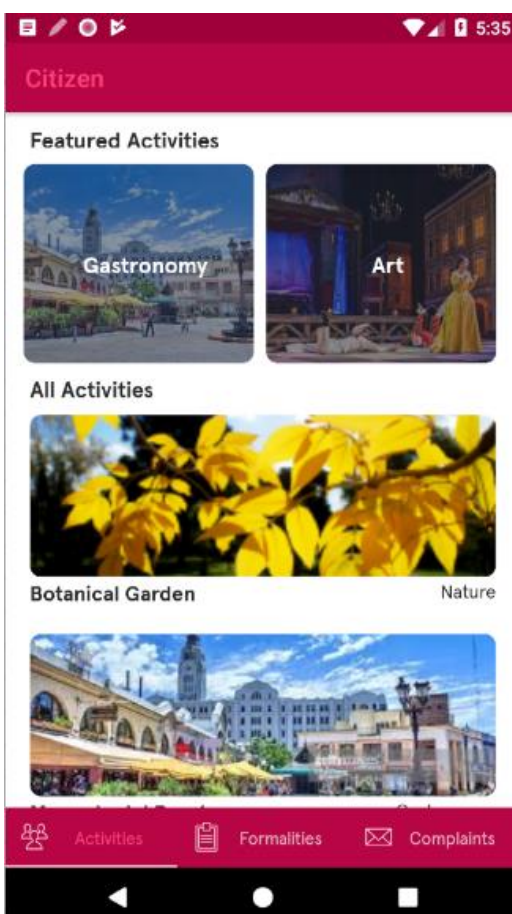 5:35
Citizen
Featured Activities
Gastronomy
Art
All Activities
Botanical Garden
Nature
Activities
Formalities
Complaints